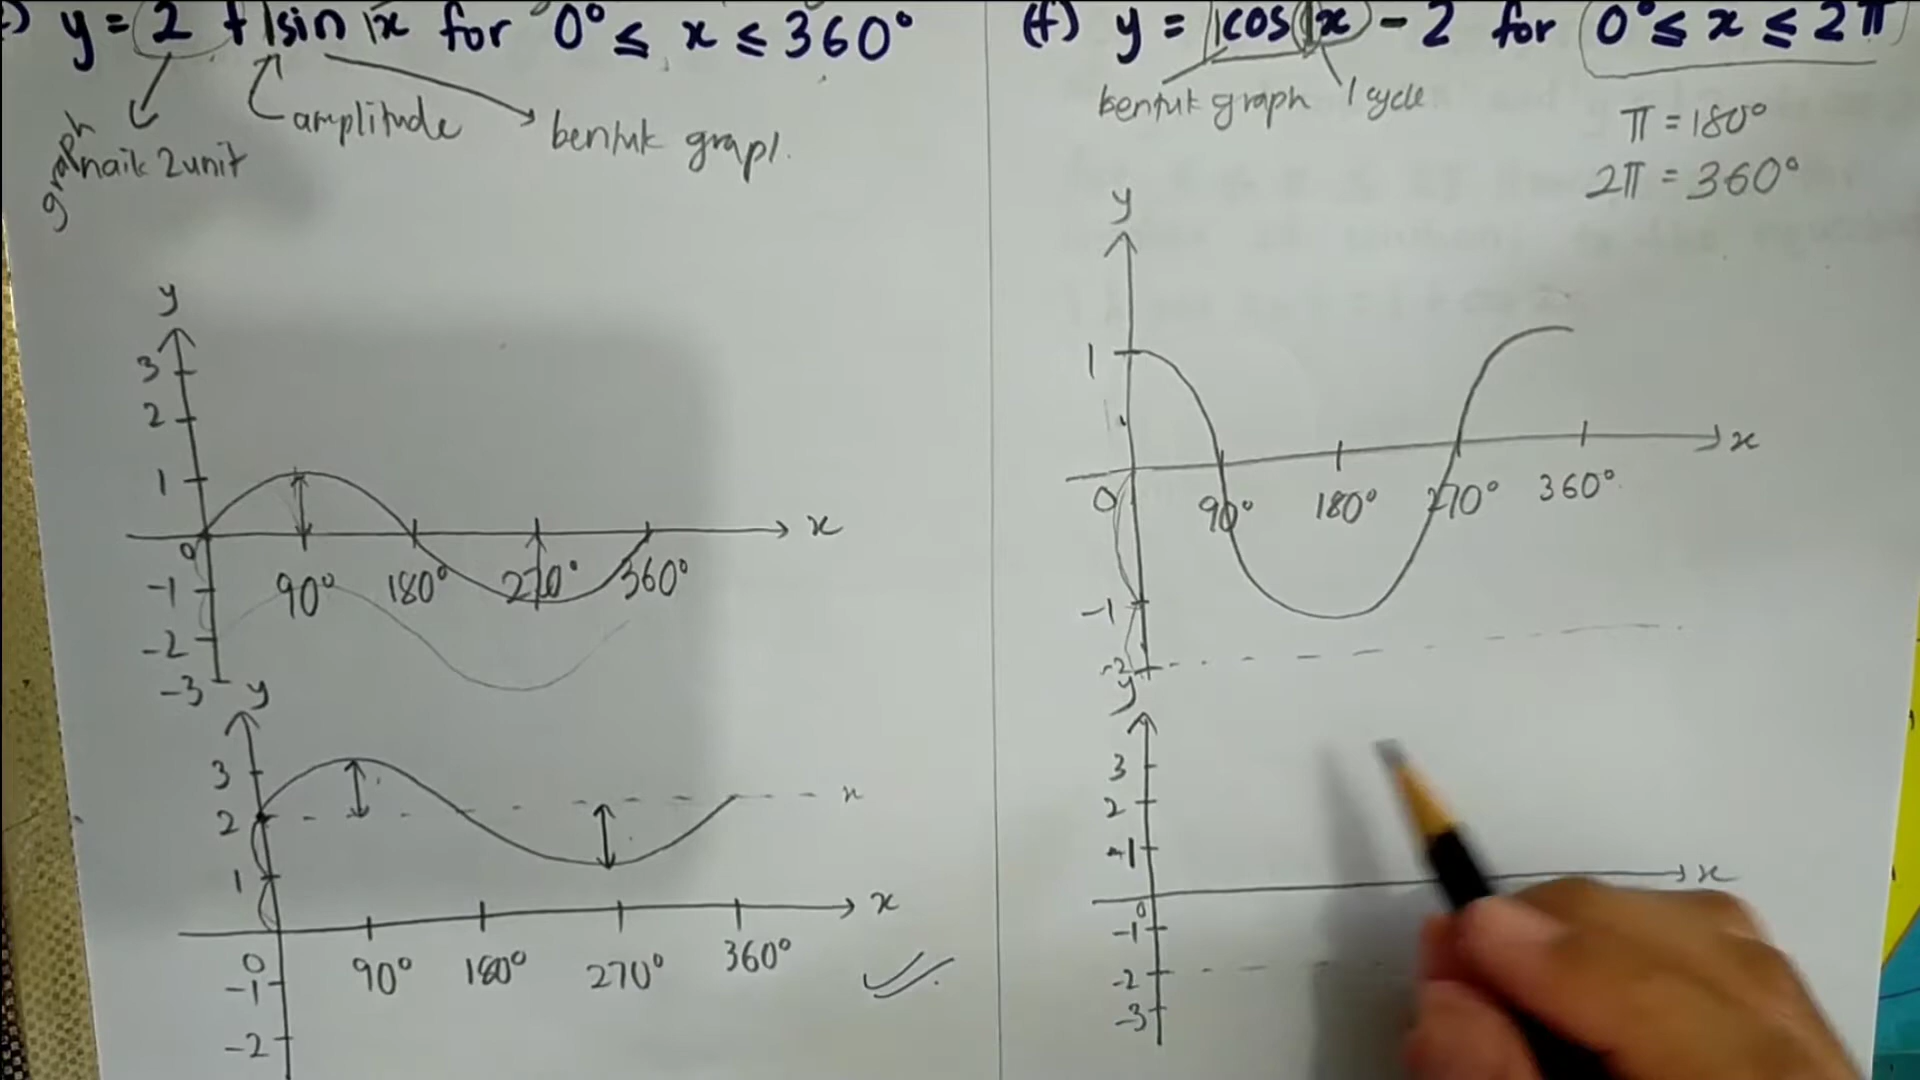 ) y = 2 + 1sin 1x for 0° ≤ x ≤ 360°
graph naik 2 unit
amplitude
bentuk grapl.
y
3
2
1
0
-1
-2
-3
90° 180° 270° 360°
x
y
3
2
1
0
-1
-2
90° 180° 270° 360°
x
x
(f) y = 1cos 1x - 2 for 0° ≤ x ≤ 2π
bentuk graph 1 cycle
π = 180°
2π = 360°
y
1
0
-1
-2
90° 180° 270° 360°
x
y
3
2
1
0
-1
-2
-3
x